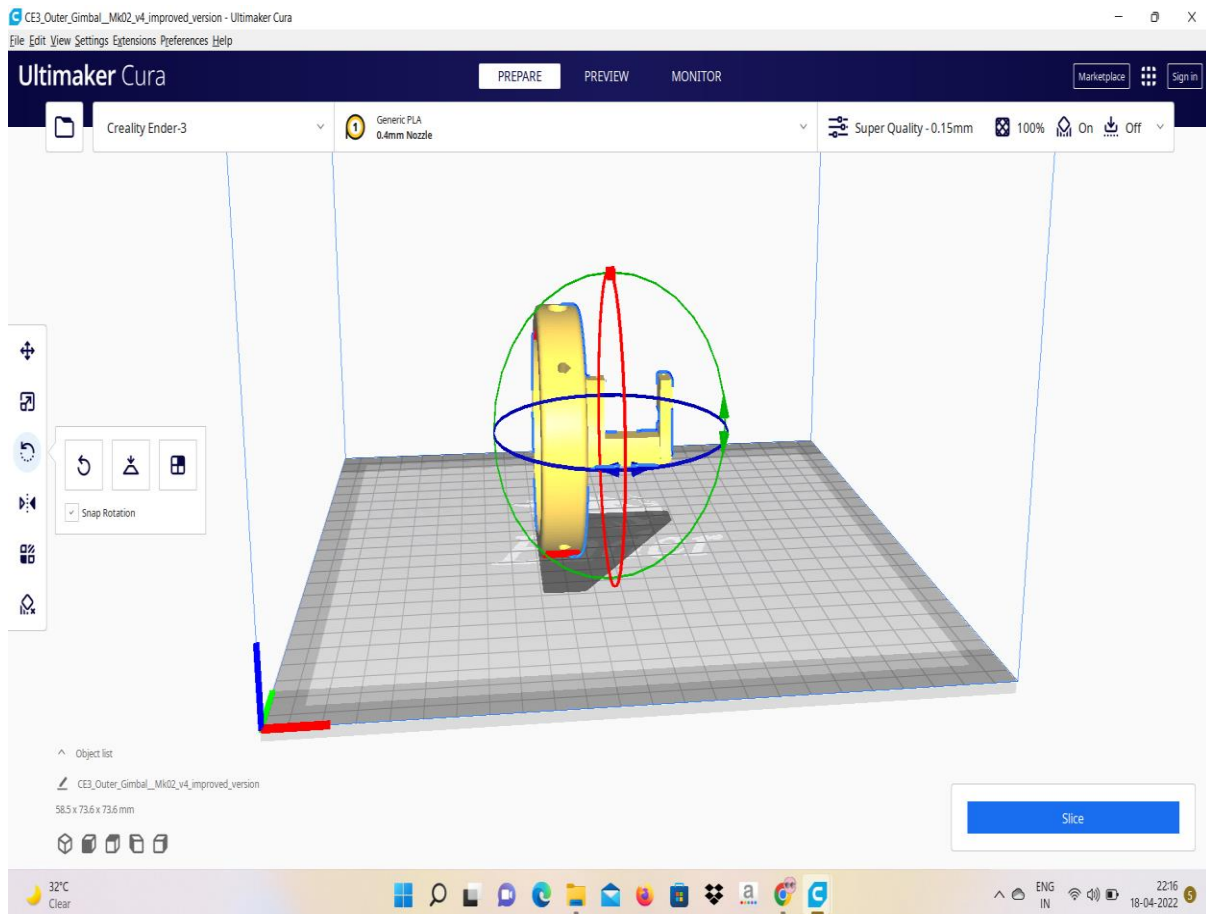 CE3_Outer_Gimbal__Mk02_v4_improved_version - Ultimaker Cura
File Edit View Settings Extensions Preferences Help
Ultimaker Cura PREPARE PREVIEW MONITOR Marketplace Sign in
Creality Ender-3
1 Generic PLA
0.4mm Nozzle
Super Quality - 0.15mm 100% On Off
Snap Rotation
Object list
CE3_Outer_Gimbal__Mk02_v4_improved_version
58.5 x 73.6 x 73.6 mm
Slice
32°C
Clear
ENG
IN
22:16
18-04-2022
5